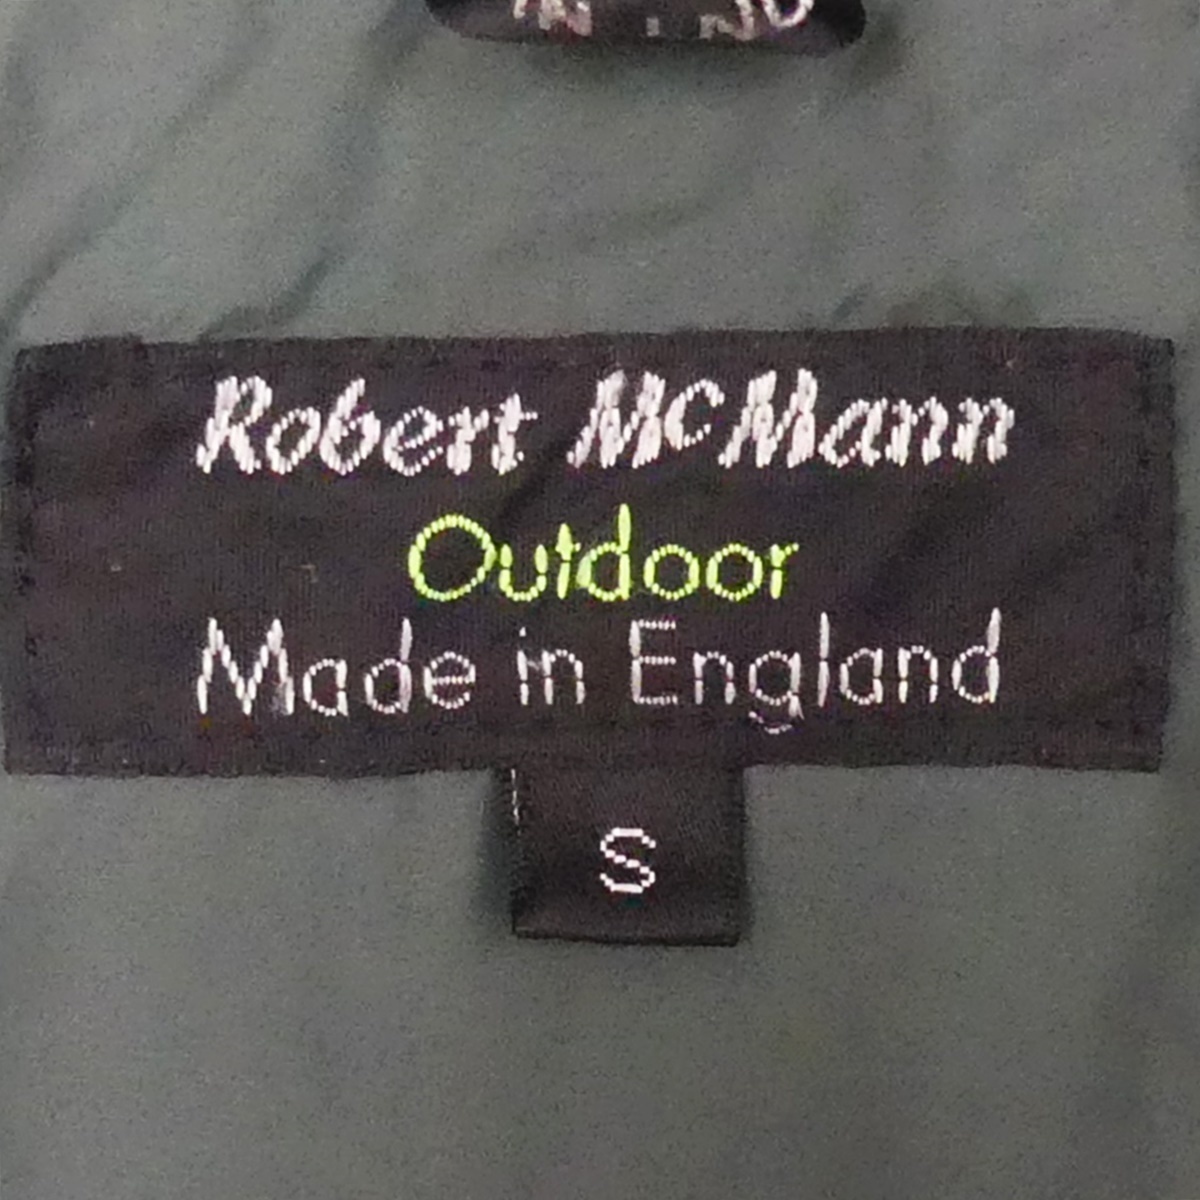 Robert McMann
Outdoor
Made in England
S